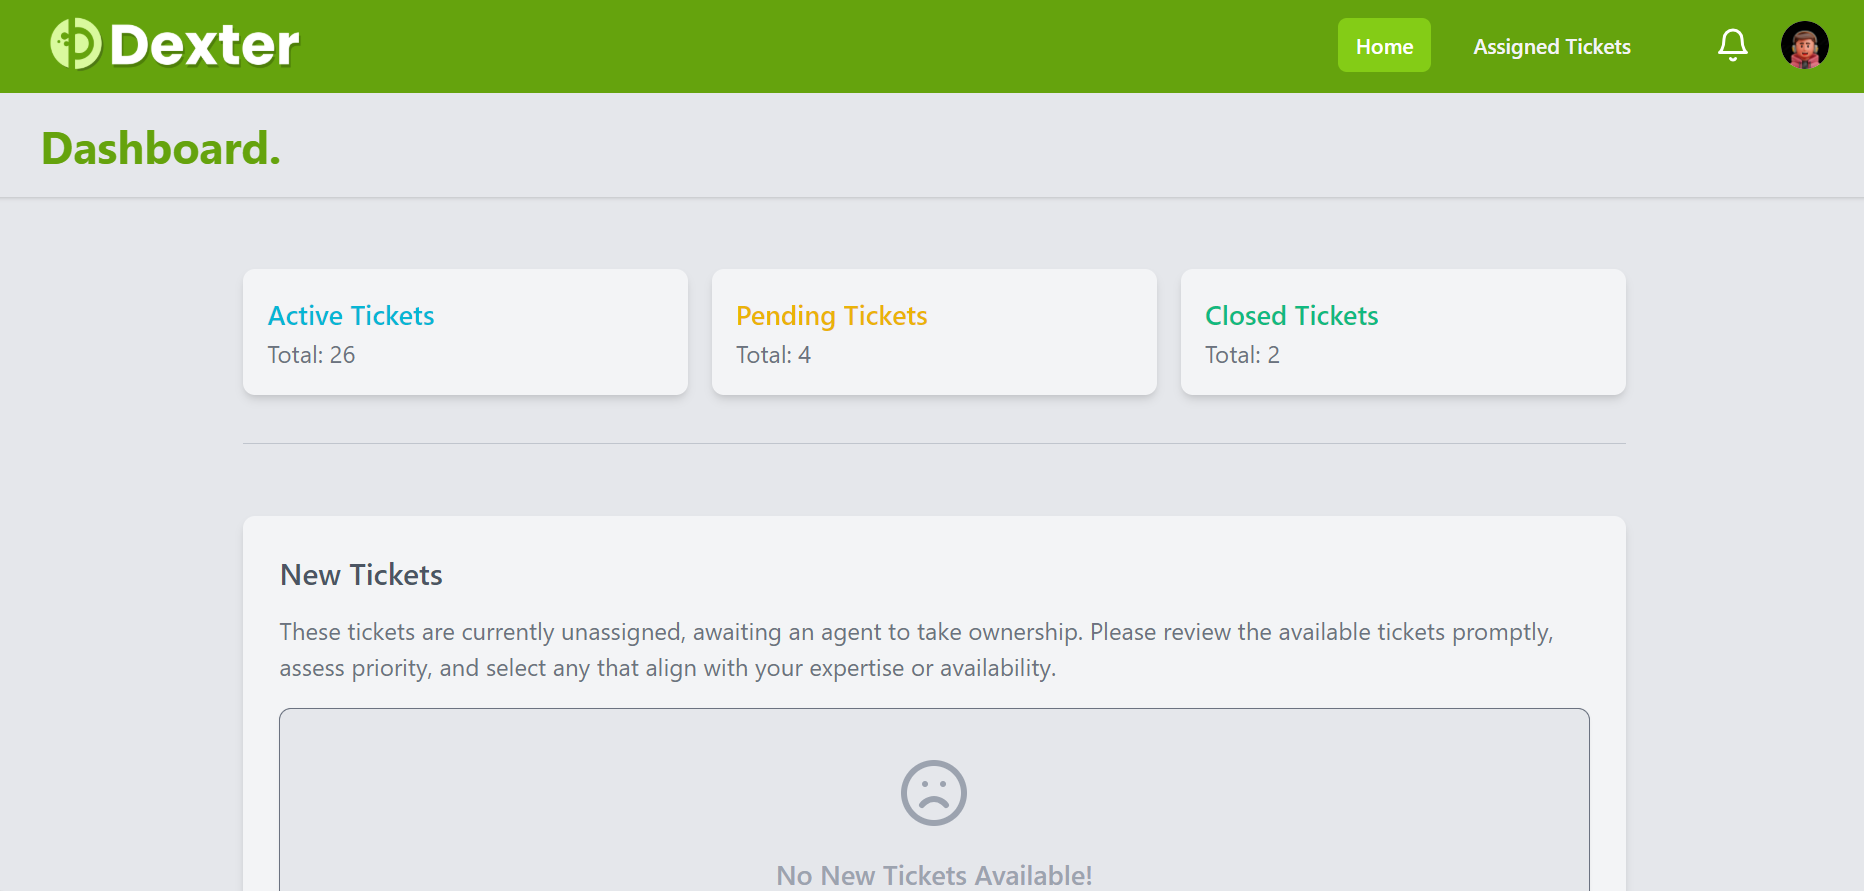 Dexter
Home
Assigned Tickets
Dashboard.
Active Tickets
Total: 26
Pending Tickets
Total: 4
Closed Tickets
Total: 2
New Tickets
These tickets are currently unassigned, awaiting an agent to take ownership. Please review the available tickets promptly,
assess priority, and select any that align with your expertise or availability.
No New Tickets Available!